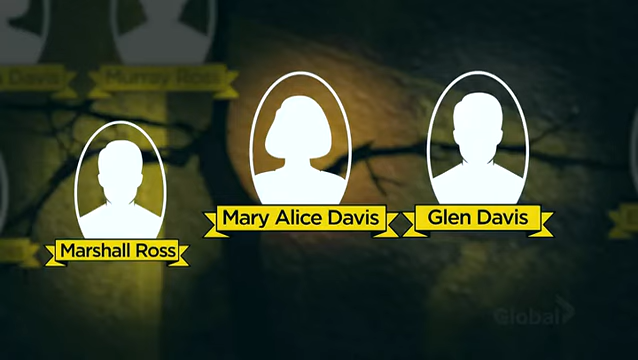 Davis
Murray Ross
Mary Alice Davis
Glen Davis
Marshall Ross
Global